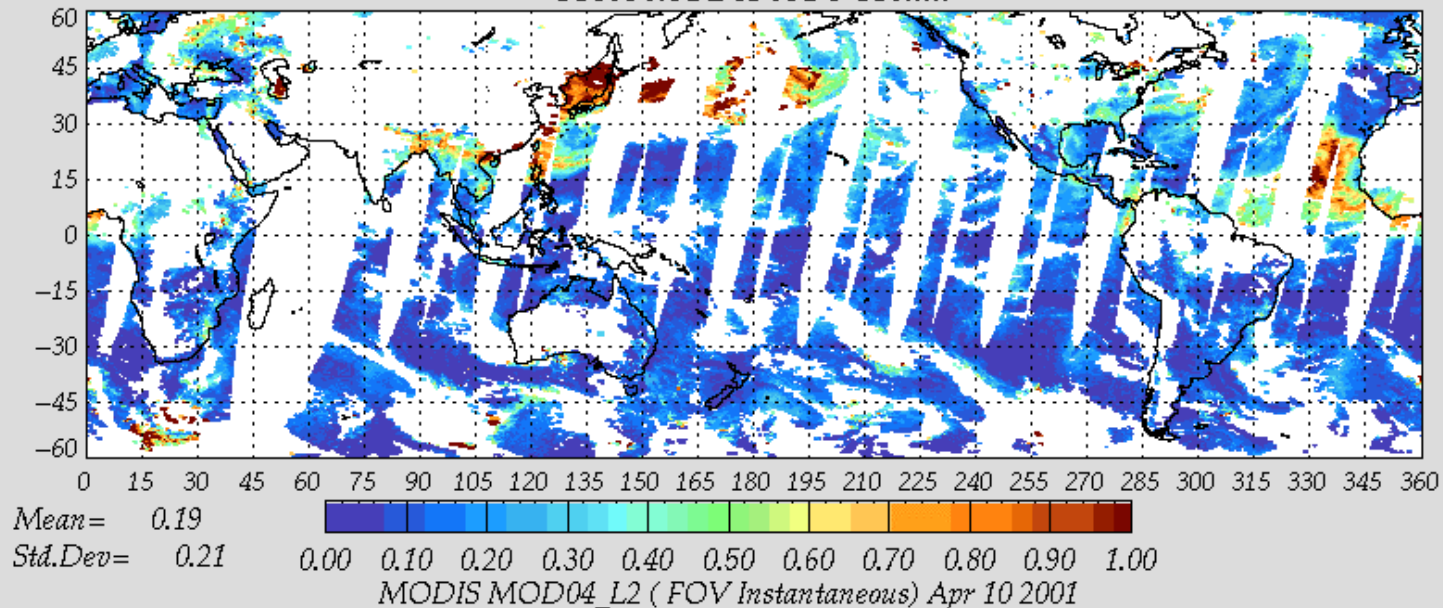 60
45
30
15
0
−15
−30
−45
−60
0 15 30 45 60 75 90 105 120 135 150 165 180 195 210 225 240 255 270 285 300 315 330 345 360
Mean= 0.19
Std.Dev= 0.21
0.00 0.10 0.20 0.30 0.40 0.50 0.60 0.70 0.80 0.90 1.00
MODIS MOD04_L2 ( FOV Instantaneous) Apr 10 2001